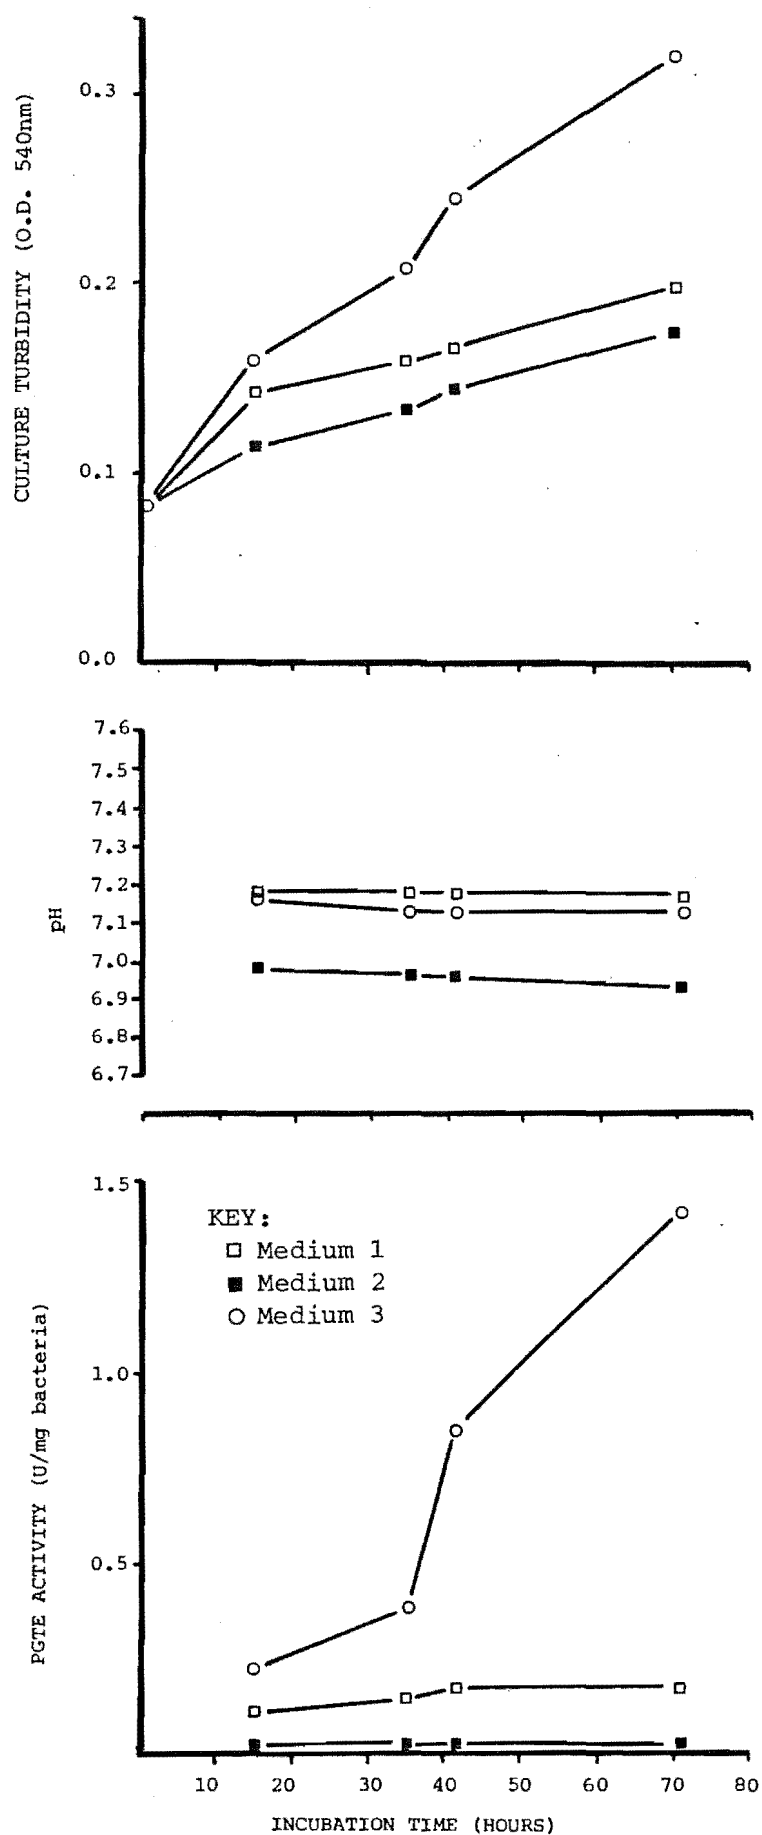 CULTURE TURBIDITY (O.D. 540nm)
0.3
0.2
0.1
0.0
pH
7.6
7.5
7.4
7.3
7.2
7.1
7.0
6.9
6.8
6.7
PGTE ACTIVITY (U/mg bacteria)
1.5
1.0
0.5
KEY:
Medium 1
Medium 2
Medium 3
10 20 30 40 50 60 70 80
INCUBATION TIME (HOURS)